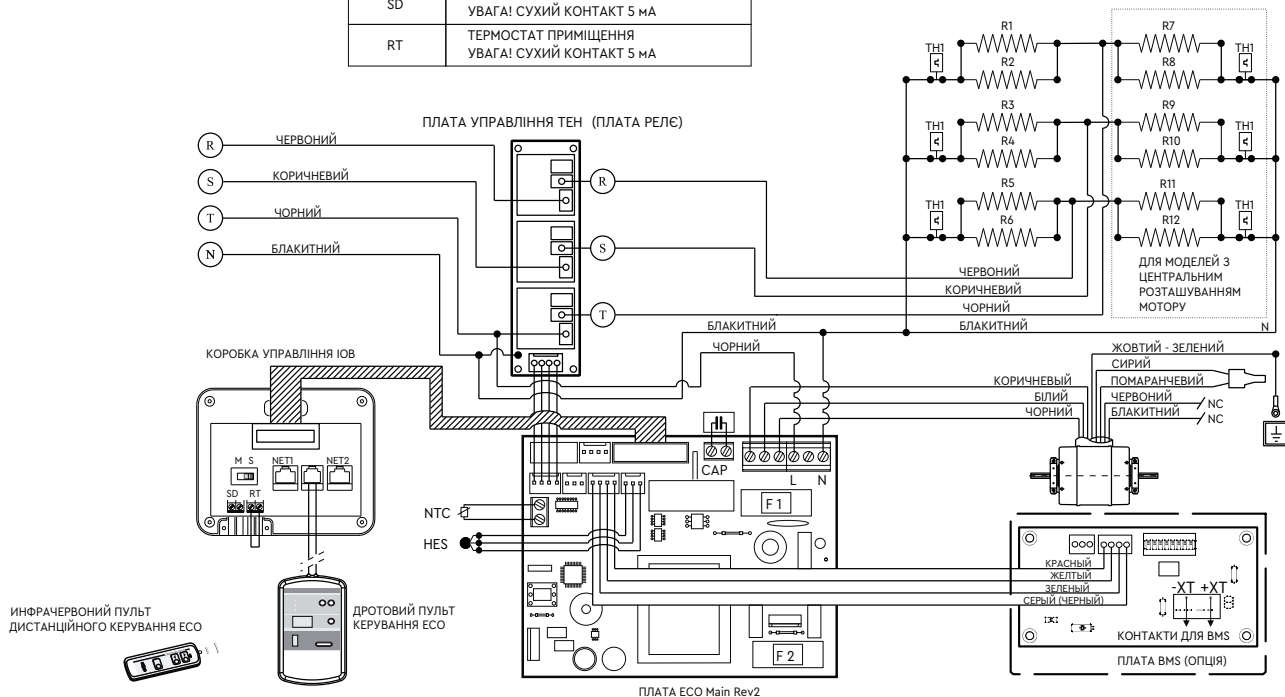 SD
УВАГА! СУХИЙ КОНТАКТ 5 мА
RT
ТЕРМОСТАТ ПРИМІЩЕННЯ
УВАГА! СУХИЙ КОНТАКТ 5 мА
ПЛАТА УПРАВЛІННЯ ТЕН (ПЛАТА РЕЛЄ)
R
ЧЕРВОНИЙ
S
КОРИЧНЕВИЙ
T
ЧОРНИЙ
N
БЛАКИТНИЙ
R
S
T
R1
R2
R3
R4
R5
R6
R7
R8
R9
R10
R11
R12
TH1
TH1
TH1
TH1
TH1
TH1
ДЛЯ МОДЕЛЕЙ З
ЦЕНТРАЛЬНИМ
РОЗТАШУВАННЯМ
МОТОРУ
ЧЕРВОНИЙ
КОРИЧНЕВИЙ
ЧОРНИЙ
БЛАКИТНИЙ
БЛАКИТНИЙ
N
ЧОРНИЙ
КОРОБКА УПРАВЛІННЯ IOB
M S
NET1
NET2
SD RT
ЖОВТИЙ - ЗЕЛЕНИЙ
СИРИЙ
ПОМАРАНЧЕВИЙ
ЧЕРВОНИЙ
NC
БЛАКИТНИЙ
NC
КОРИЧНЕВЫЙ
БІЛИЙ
ЧОРНИЙ
CAP
L
N
F 1
NTC
HES
F 2
КРАСНЫЙ
ЖЕЛТЫЙ
ЗЕЛЕНЫЙ
СЕРЫЙ (ЧЕРНЫЙ)
-XT +XT
КОНТАКТИ ДЛЯ BMS
ПЛАТА BMS (ОПЦІЯ)
ИНФРАЧЕРВОНИЙ ПУЛЬТ
ДИСТАНЦІЙНОГО КЕРУВАННЯ ECO
ДРОТОВИЙ ПУЛЬТ
КЕРУВАННЯ ECO
ПЛАТА ECO Main Rev2